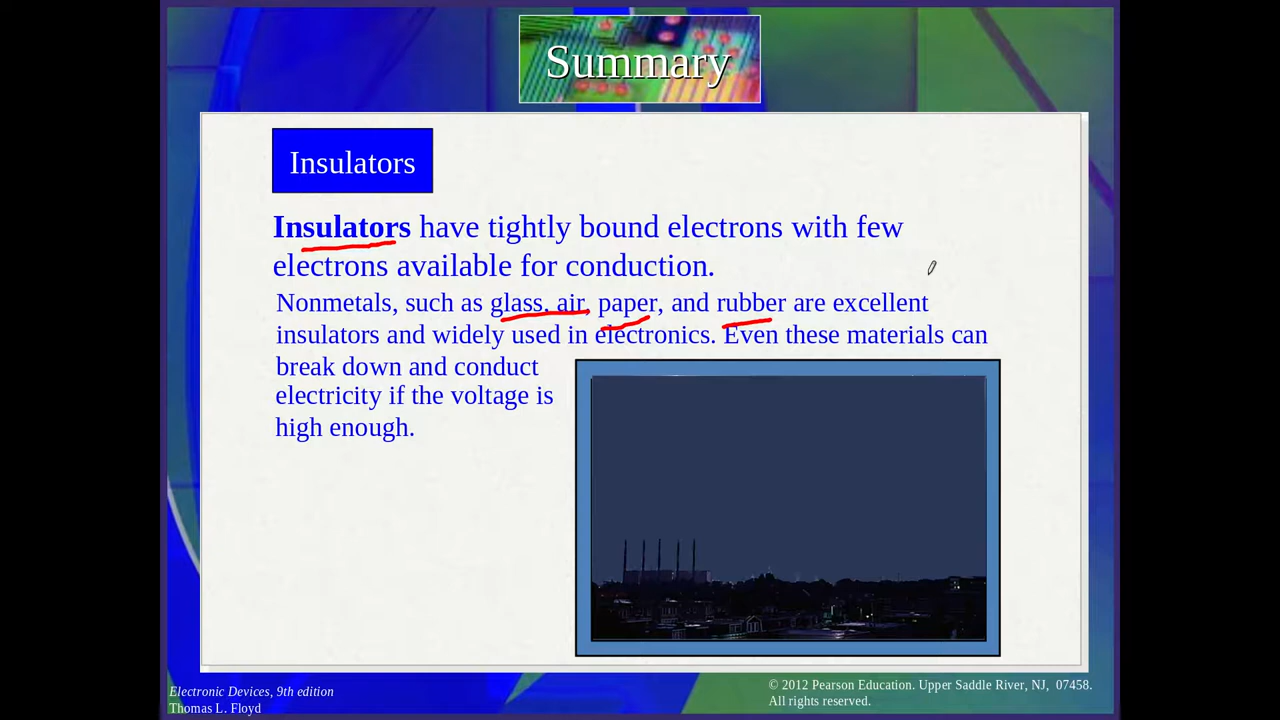 Summary
Insulators
Insulators have tightly bound electrons with few
electrons available for conduction.
Nonmetals, such as glass, air, paper, and rubber are excellent
insulators and widely used in electronics. Even these materials can
break down and conduct
electricity if the voltage is
high enough.
Electronic Devices, 9th edition
Thomas L. Floyd
© 2012 Pearson Education. Upper Saddle River, NJ, 07458.
All rights reserved.